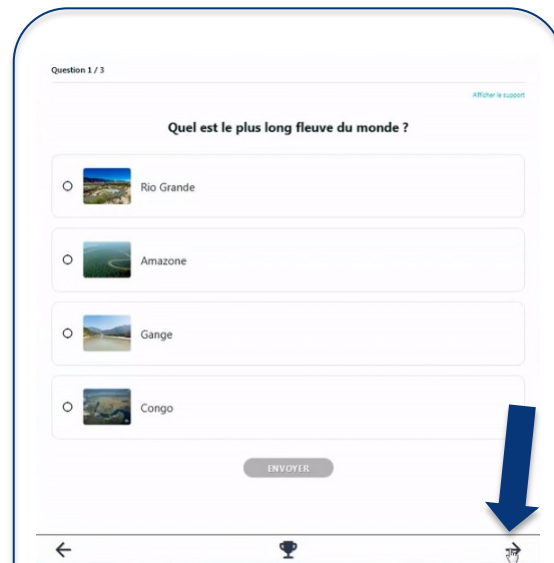 Question 1 / 3
Afficher le support
Quel est le plus long fleuve du monde ?
Rio Grande
Amazone
Gange
Congo
ENVOYER